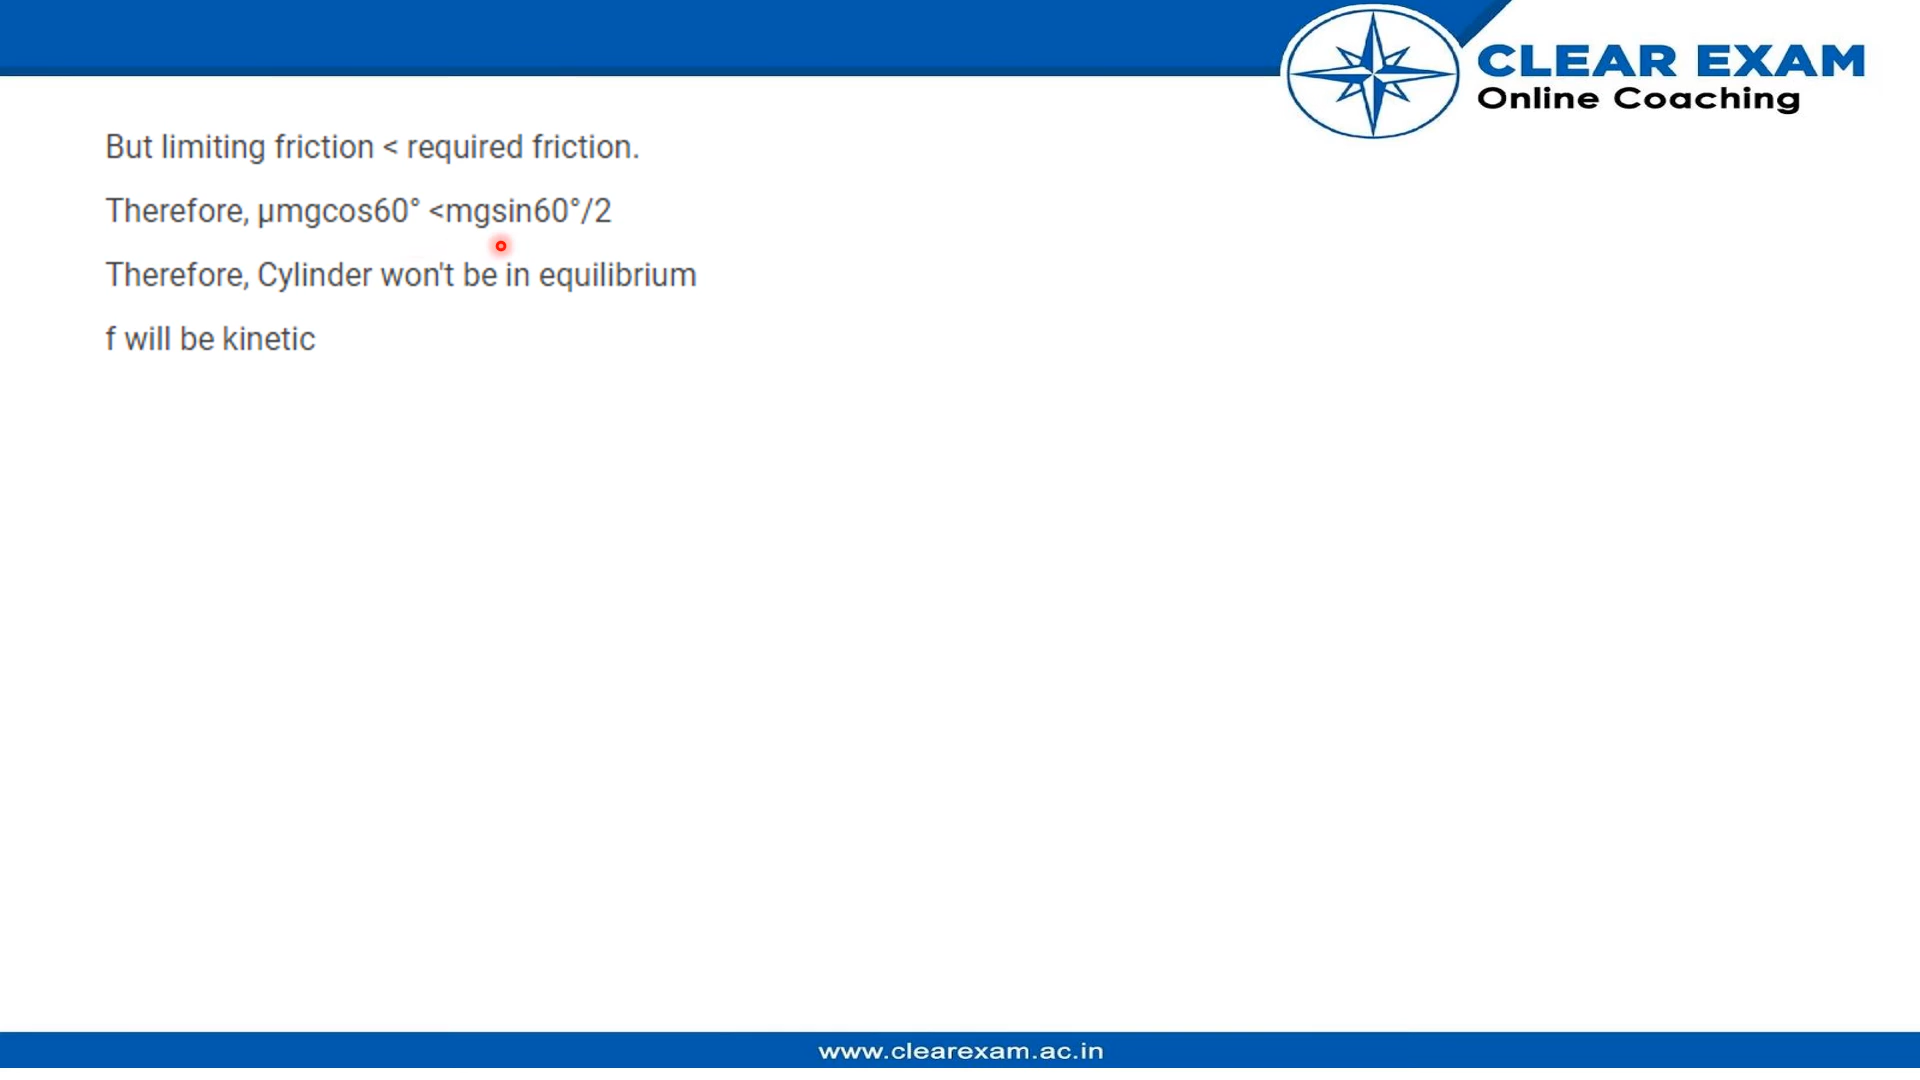 CLEAR EXAM
Online Coaching
But limiting friction < required friction.
Therefore, μmgcos60° <mgsin60°/2
Therefore, Cylinder won't be in equilibrium
f will be kinetic
www.clearexam.ac.in